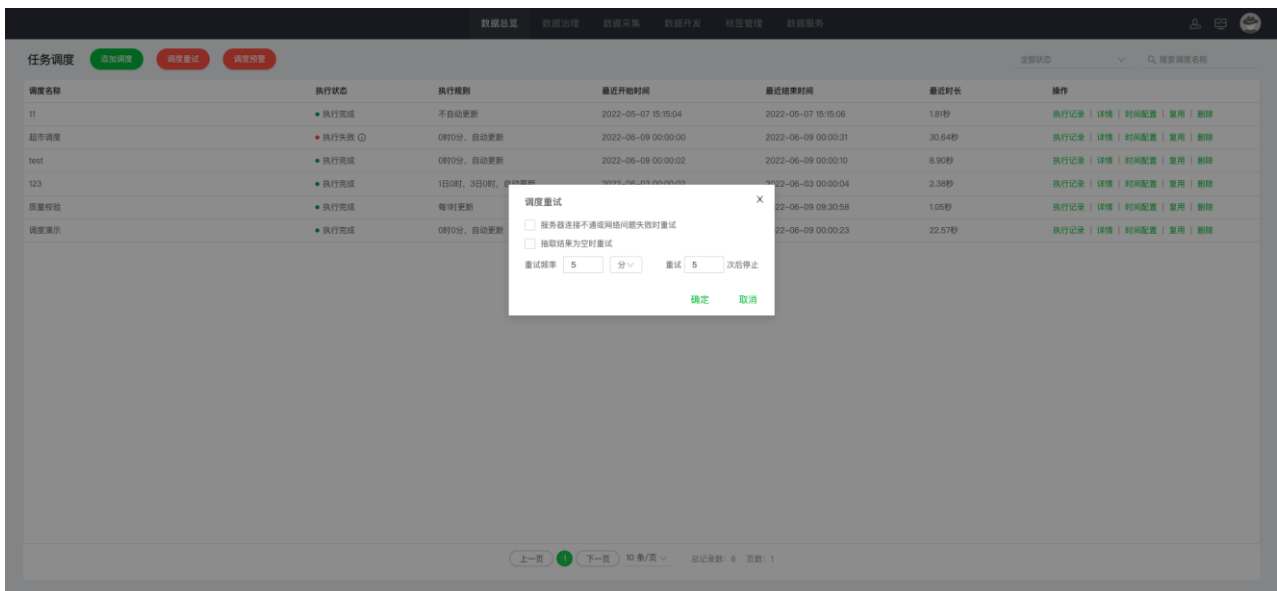 数据总览 数据治理 数据采集 数据开发 标签管理 数据服务
任务调度 添加调度 调度重试 调度预警 全部状态 搜索调度名称
调度名称 执行状态 执行规则 最近开始时间 最近结束时间 最近时长 操作
11 执行完成 不自动更新 2022-05-07 15:15:04 2022-05-07 15:15:06 1.81秒 执行记录 | 详情 | 时间配置 | 复用 | 删除
超市调度 执行失败 0时0分，自动更新 2022-06-09 00:00:00 2022-06-09 00:00:31 30.64秒 执行记录 | 详情 | 时间配置 | 复用 | 删除
test 执行完成 0时0分，自动更新 2022-06-09 00:00:02 2022-06-09 00:00:10 8.90秒 执行记录 | 详情 | 时间配置 | 复用 | 删除
123 执行完成 1日0时，3日0时，自动更新 2022-06-03 00:00:02 2022-06-03 00:00:04 2.38秒 执行记录 | 详情 | 时间配置 | 复用 | 删除
质量校验 执行完成 每1时更新 22-06-09 09:30:58 1.05秒 执行记录 | 详情 | 时间配置 | 复用 | 删除
调度演示 执行完成 0时0分，自动更新 22-06-09 00:00:23 22.57秒 执行记录 | 详情 | 时间配置 | 复用 | 删除
调度重试 X
服务器连接不通或网络问题失败时重试
抽取结果为空时重试
重试频率 5 分 重试 5 次后停止
确定 取消
上一页 1 下一页 10 条/页 总记录数：6 页数：1